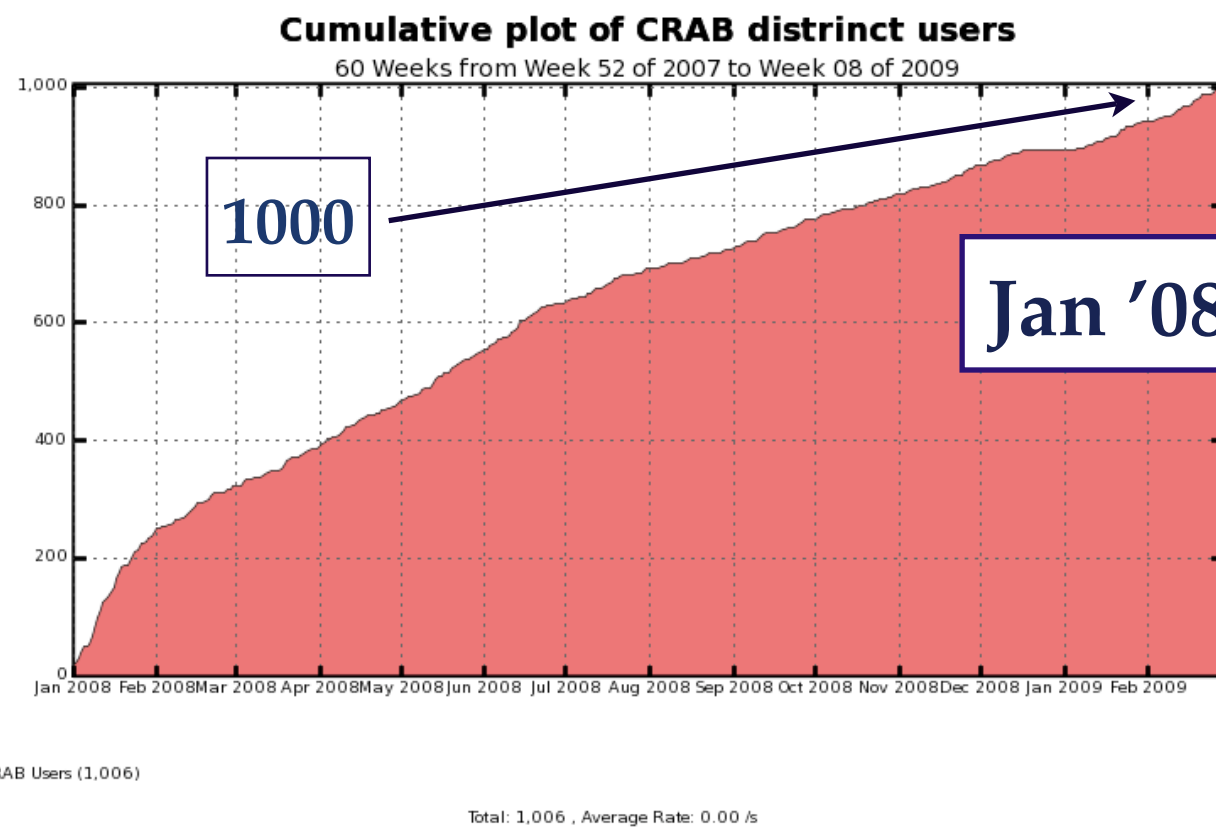 Cumulative plot of CRAB distrinct users
60 Weeks from Week 52 of 2007 to Week 08 of 2009
1,000
800
600
400
200
0
1000
Jan ’08
Jan 2008 Feb 2008 Mar 2008 Apr 2008 May 2008 Jun 2008 Jul 2008 Aug 2008 Sep 2008 Oct 2008 Nov 2008 Dec 2008 Jan 2009 Feb 2009
AB Users (1,006)
Total: 1,006 , Average Rate: 0.00 /s